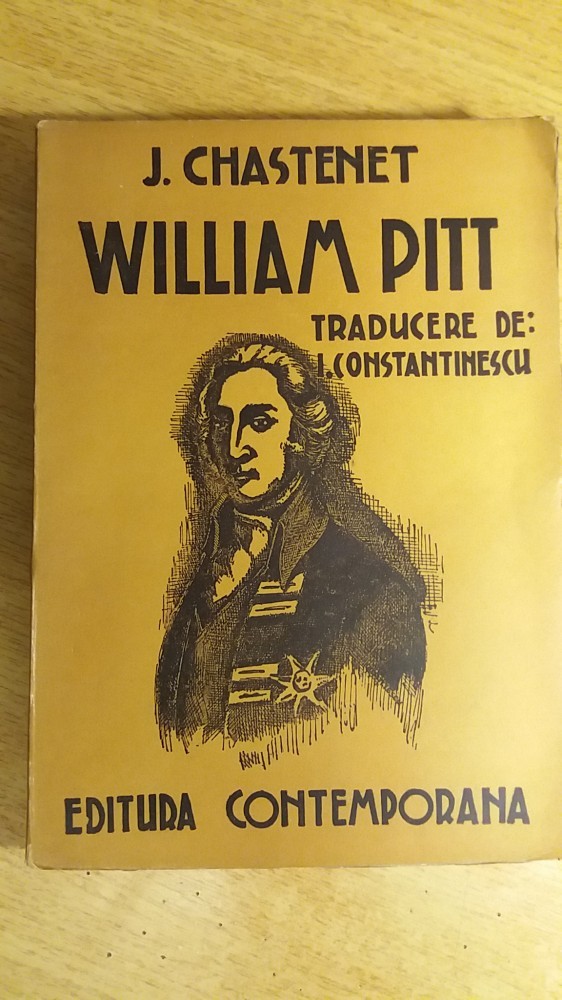 J. CHASTENET
WILLIAM PITT
TRADUCERE DE:
I. CONSTANTINESCU
EDITURA CONTEMPORANA